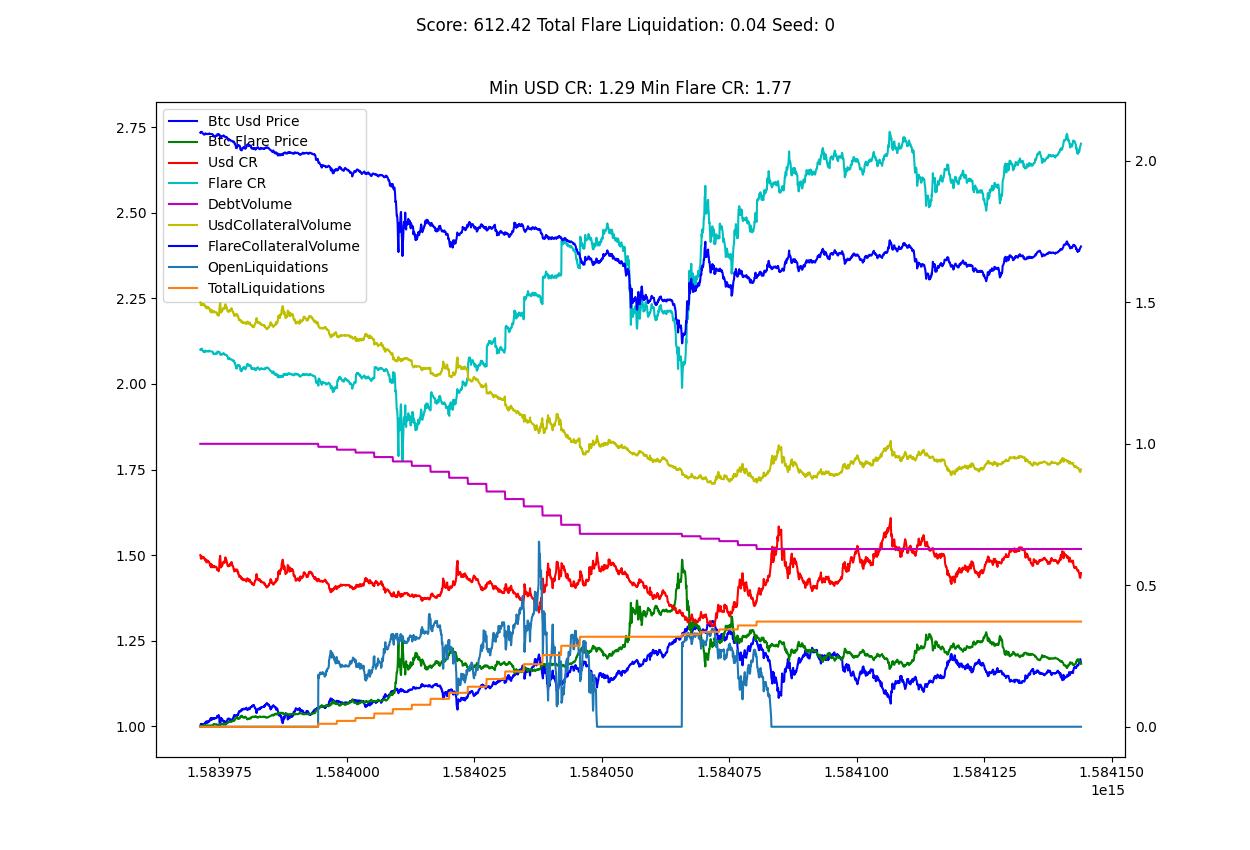 Score: 612.42 Total Flare Liquidation: 0.04 Seed: 0
Min USD CR: 1.29 Min Flare CR: 1.77
Btc Usd Price
Btc Flare Price
Usd CR
Flare CR
DebtVolume
UsdCollateralVolume
FlareCollateralVolume
OpenLiquidations
TotalLiquidations
2.75
2.50
2.25
2.00
1.75
1.50
1.25
1.00
2.0
1.5
1.0
0.5
0.0
1.583975 1.584000 1.584025 1.584050 1.584075 1.584100 1.584125 1.584150
1e15